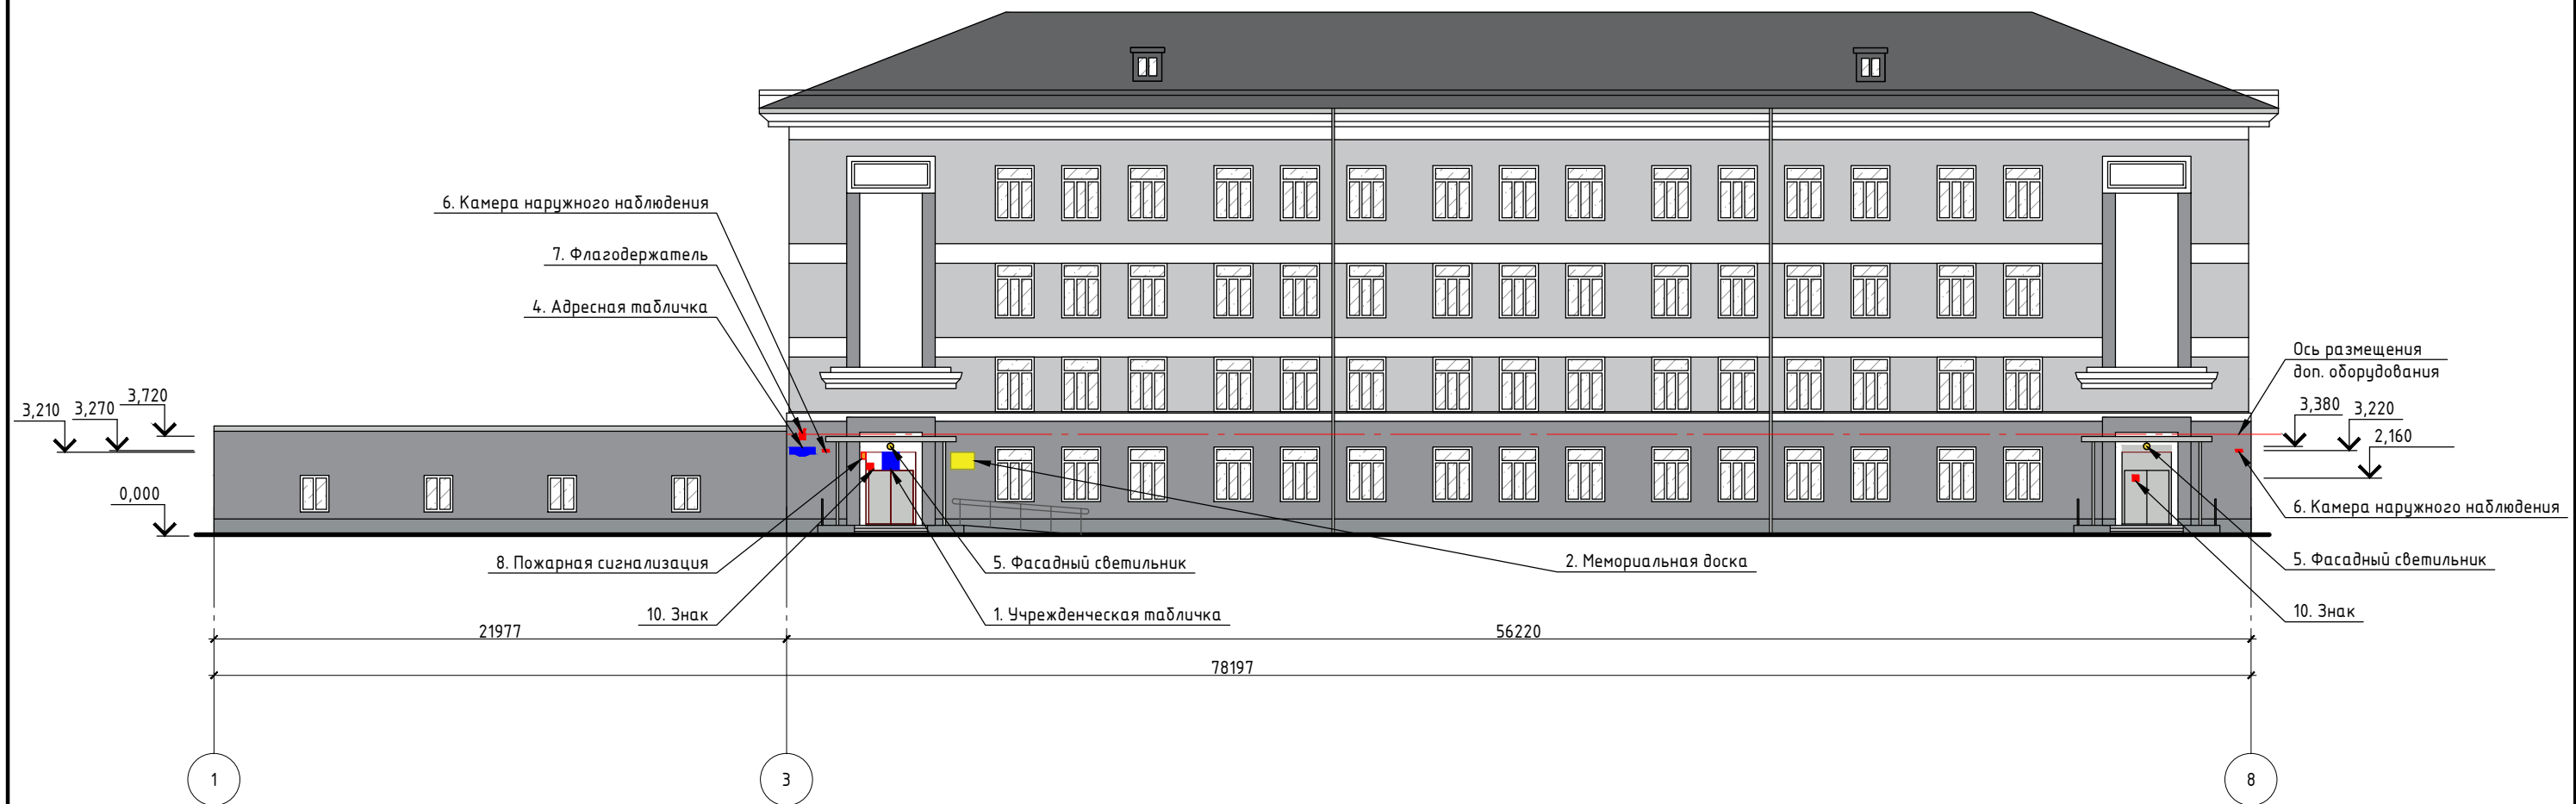 6. Камера наружного наблюдения
7. Флагодержатель
4. Адресная табличка
Ось размещения
доп. оборудования
3,210
3,270
3,720
3,380
3,220
2,160
0,000
6. Камера наружного наблюдения
8. Пожарная сигнализация
5. Фасадный светильник
2. Мемориальная доска
5. Фасадный светильник
10. Знак
1. Учрежденческая табличка
10. Знак
21977
56220
78197
1
3
8